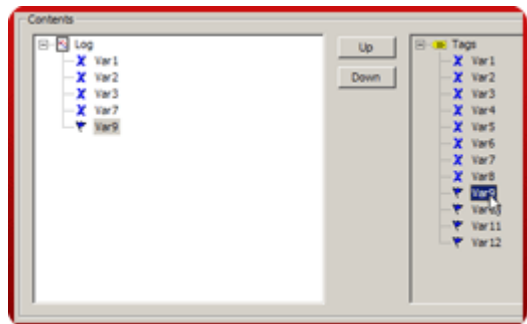 Contents
Log
Var1
Var2
Var3
Var7
Var9
Up
Down
Tags
Var1
Var2
Var3
Var4
Var5
Var6
Var7
Var8
Var9
Var11
Var12